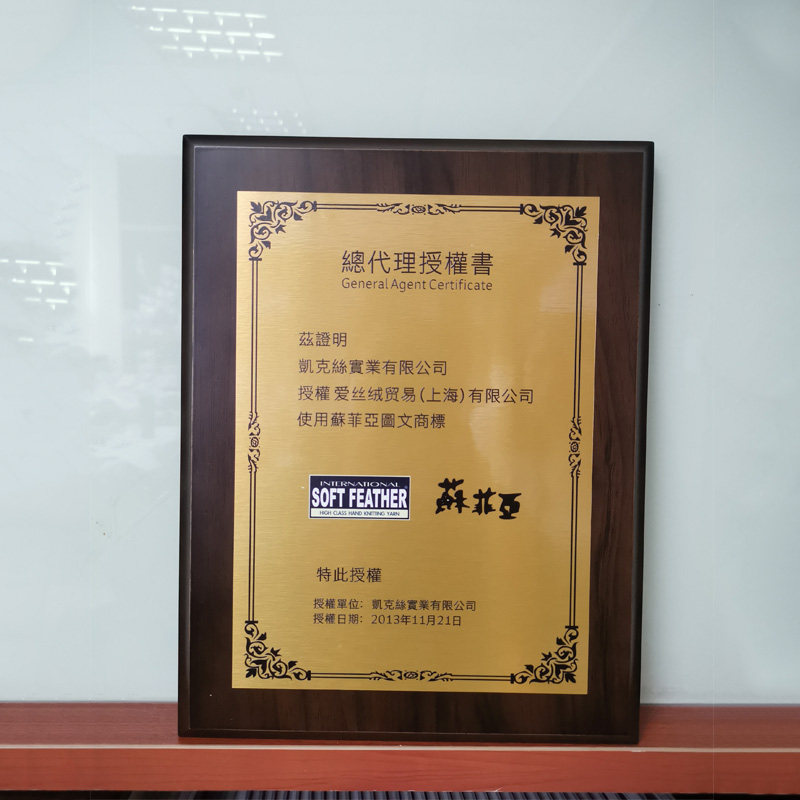 總代理授權書
General Agent Certificate
茲證明
凱克絲實業有限公司
授權 爱丝绒贸易(上海)有限公司
使用蘇菲亞圖文商標
INTERNATIONAL
SOFT FEATHER
HIGH CLASS HAND KNITTING YARN
蘇菲亞
特此授權
授權單位: 凱克絲實業有限公司
授權日期: 2013年11月21日